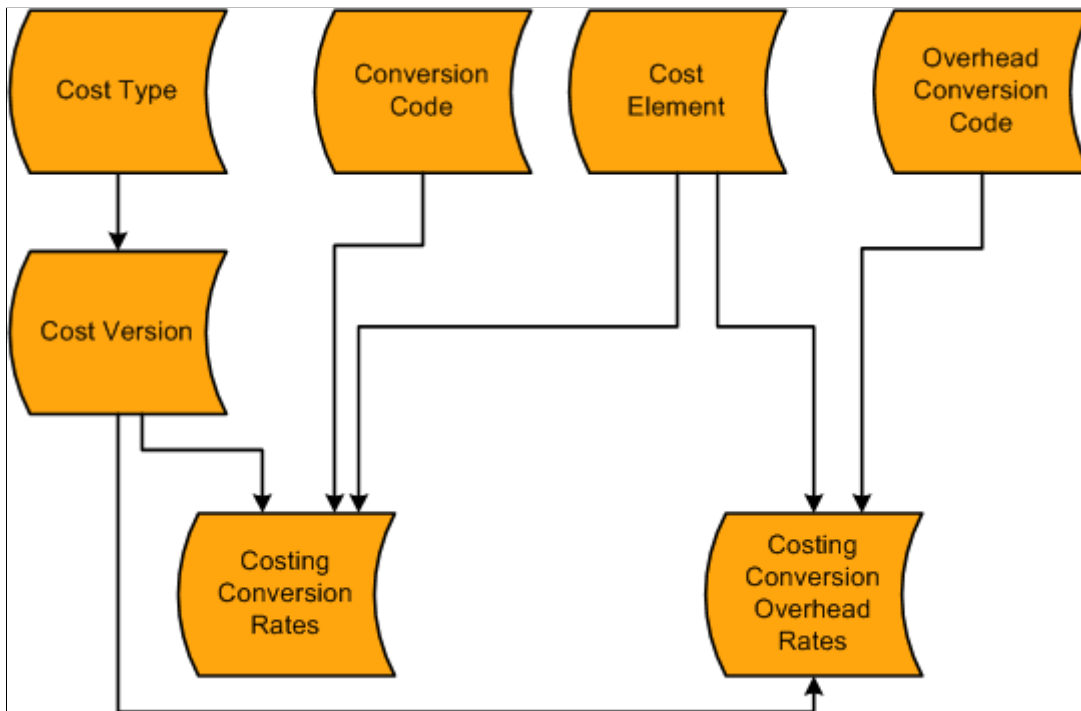 Cost Type
Conversion
Code
Cost
Element
Overhead
Conversion
Code
Cost Version
Costing
Conversion
Rates
Costing
Conversion
Overhead
Rates